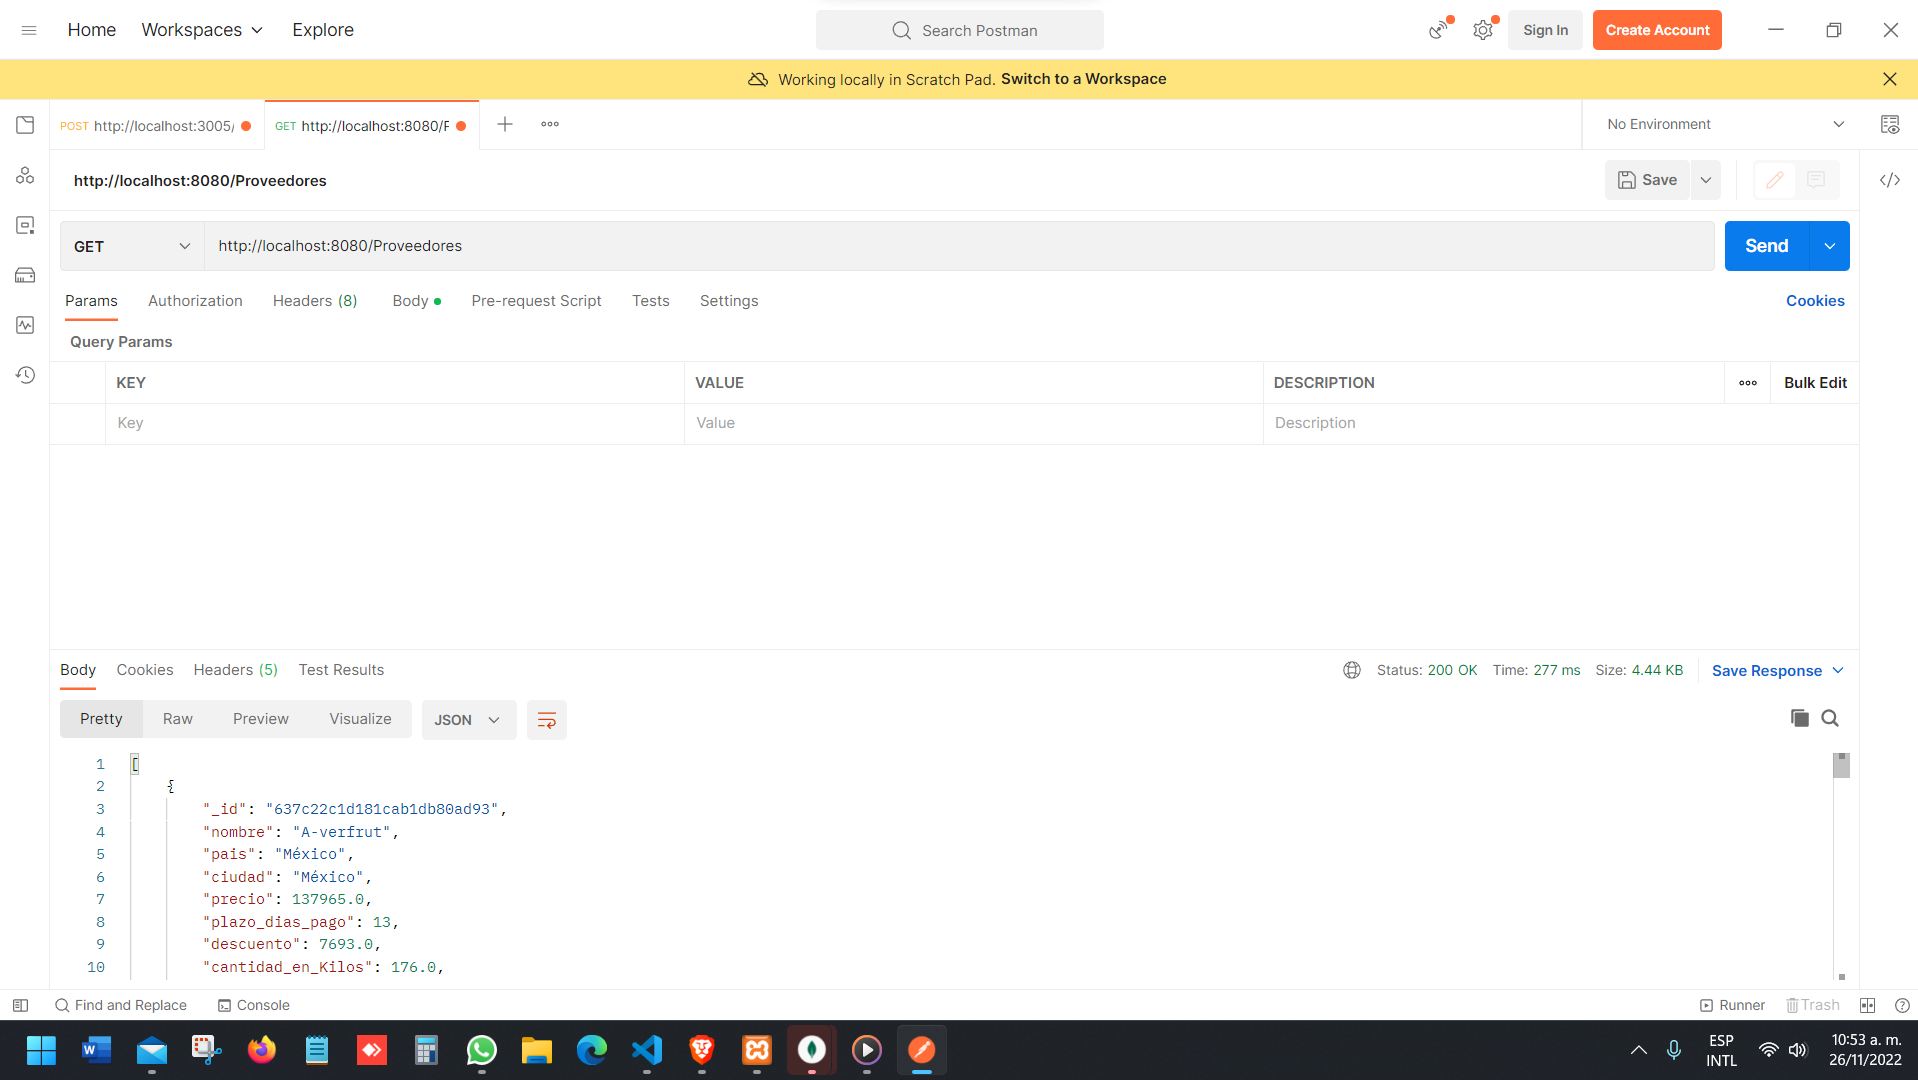 Home Workspaces Explore Search Postman Sign In Create Account
Working locally in Scratch Pad. Switch to a Workspace
POST http://localhost:3005/ GET http://localhost:8080/F No Environment
http://localhost:8080/Proveedores Save
GET http://localhost:8080/Proveedores Send
Params Authorization Headers (8) Body Pre-request Script Tests Settings Cookies
Query Params
KEY VALUE DESCRIPTION Bulk Edit
Key Value Description
Body Cookies Headers (5) Test Results Status: 200 OK Time: 277 ms Size: 4.44 KB Save Response
Pretty Raw Preview Visualize JSON
1 [
2 {
3 "_id": "637c22c1d181cab1db80ad93",
4 "nombre": "A-verfrut",
5 "pais": "México",
6 "ciudad": "México",
7 "precio": 137965.0,
8 "plazo_dias_pago": 13,
9 "descuento": 7693.0,
10 "cantidad_en_Kilos": 176.0,
Find and Replace Console Runner Trash
ESP 10:53 a. m.
INTL 26/11/2022